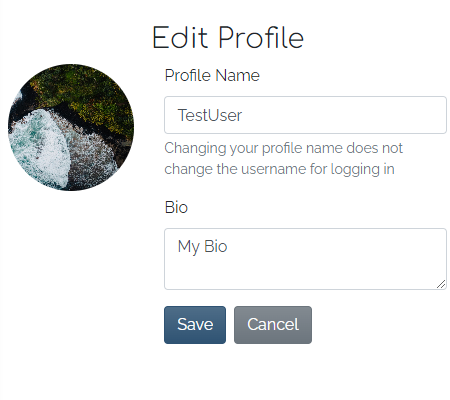 Edit Profile
Profile Name
TestUser
Changing your profile name does not
change the username for logging in
Bio
My Bio
Save Cancel